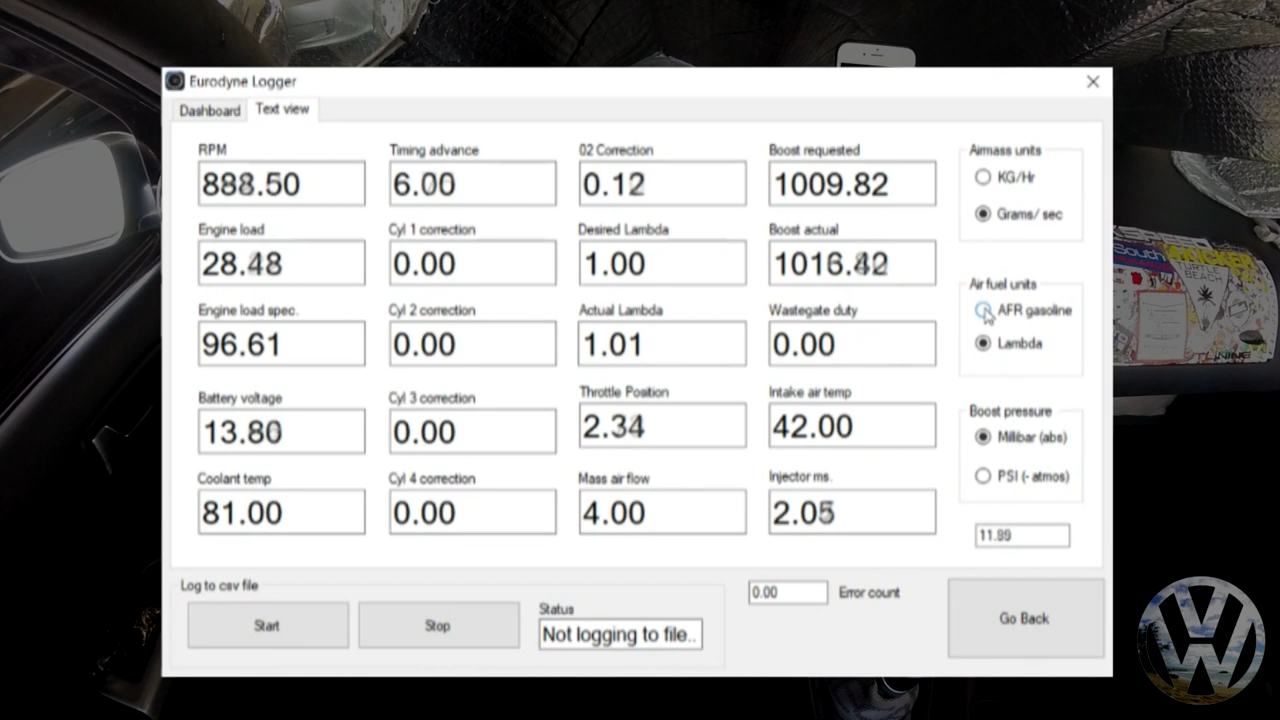 Eurodyne Logger
Dashboard Text view
RPM Timing advance 02 Correction Boost requested Airmass units
888.50 6.00 0.12 1009.82 KG/Hr
Grams/ sec
Engine load Cyl 1 correction Desired Lambda Boost actual
28.48 0.00 1.00 1016.42
Air fuel units
Engine load spec. Cyl 2 correction Actual Lambda Wastegate duty AFR gasoline
96.61 0.00 1.01 0.00 Lambda
Battery voltage Cyl 3 correction Throttle Position Intake air temp Boost pressure
13.80 0.00 2.34 42.00 Millibar (abs)
Coolant temp Cyl 4 correction Mass air flow Injector ms. PSI (- atmos)
81.00 0.00 4.00 2.05
11.89
Log to csv file
Start Stop
Status
Not logging to file..
0.00 Error count
Go Back
South
TURTLE
BEACH
TUNING